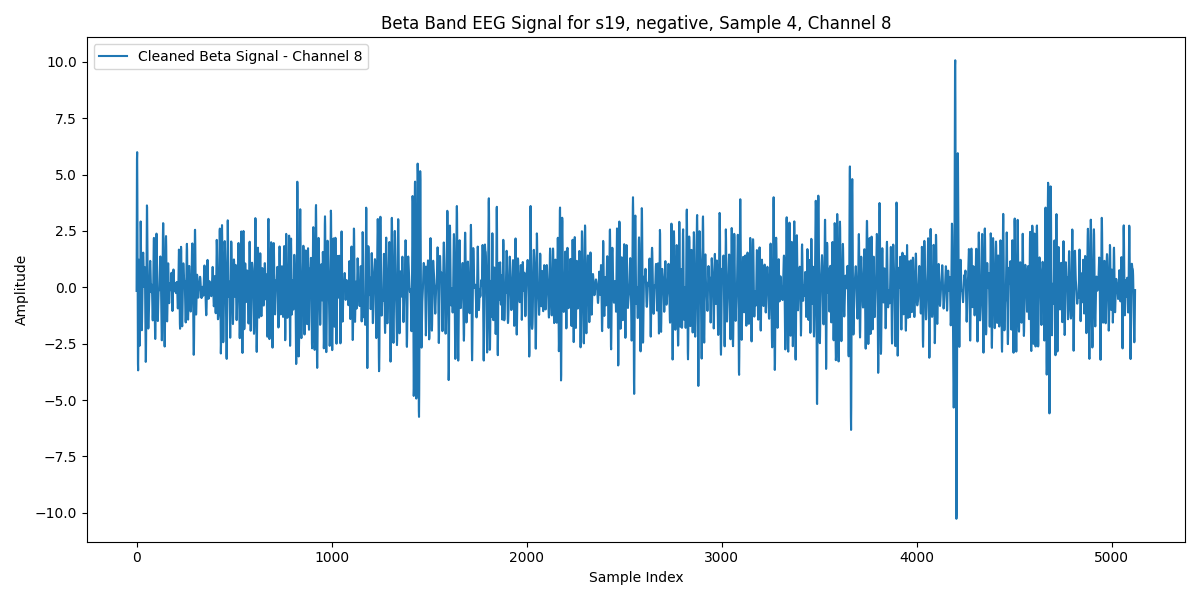 Beta Band EEG Signal for s19, negative, Sample 4, Channel 8
Cleaned Beta Signal - Channel 8
10.0
7.5
5.0
2.5
0.0
−2.5
−5.0
−7.5
−10.0
Amplitude
0 1000 2000 3000 4000 5000
Sample Index